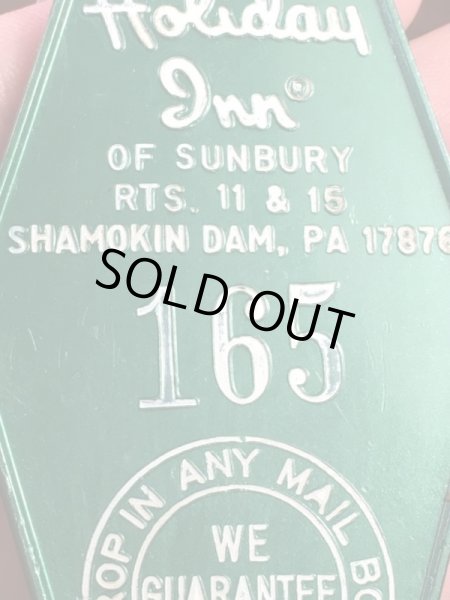 Holiday
Inn®
OF SUNBURY
RTS. 11 & 15
SHAMOKIN DAM, PA 17876
165
SOLD OUT
DROP IN ANY MAIL BO
WE
GUARANTEE